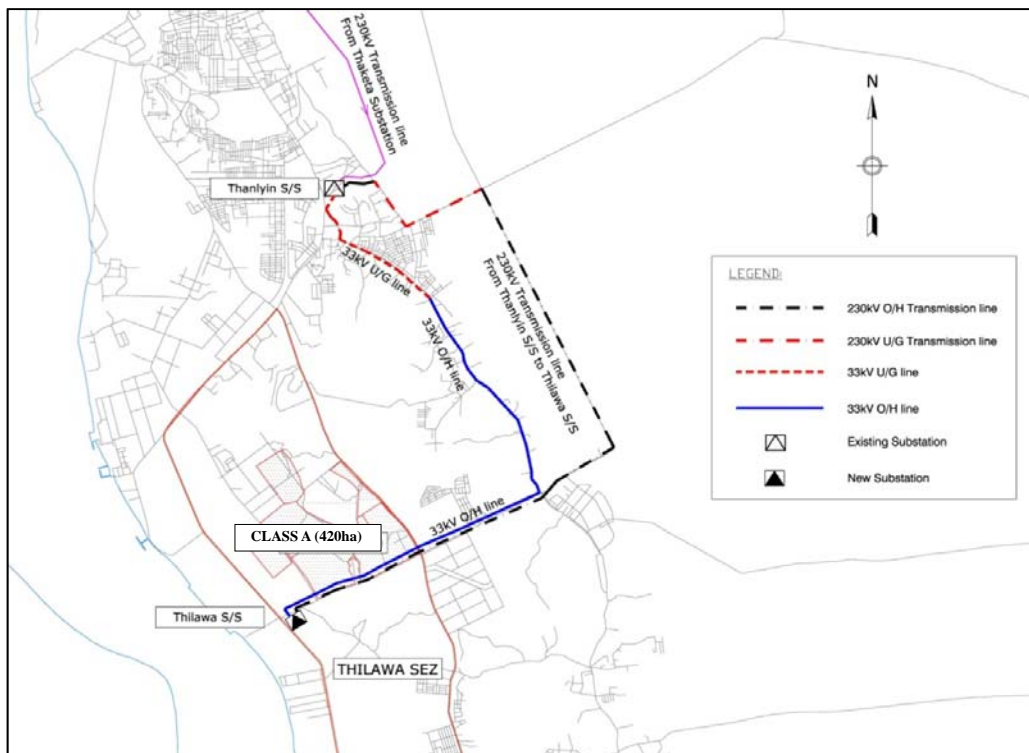 230kV Transmission line
From Thaketa Substation
N
Thanlyin S/S
33kV U/G line
33kV O/H line
230kV Transmission line
From Thanlyin S/S to Thilawa S/S
LEGEND:
230kV O/H Transmission line
230kV U/G Transmission line
33kV U/G line
33kV O/H line
Existing Substation
New Substation
33kV O/H line
CLASS A (420ha)
Thilawa S/S
THILAWA SEZ